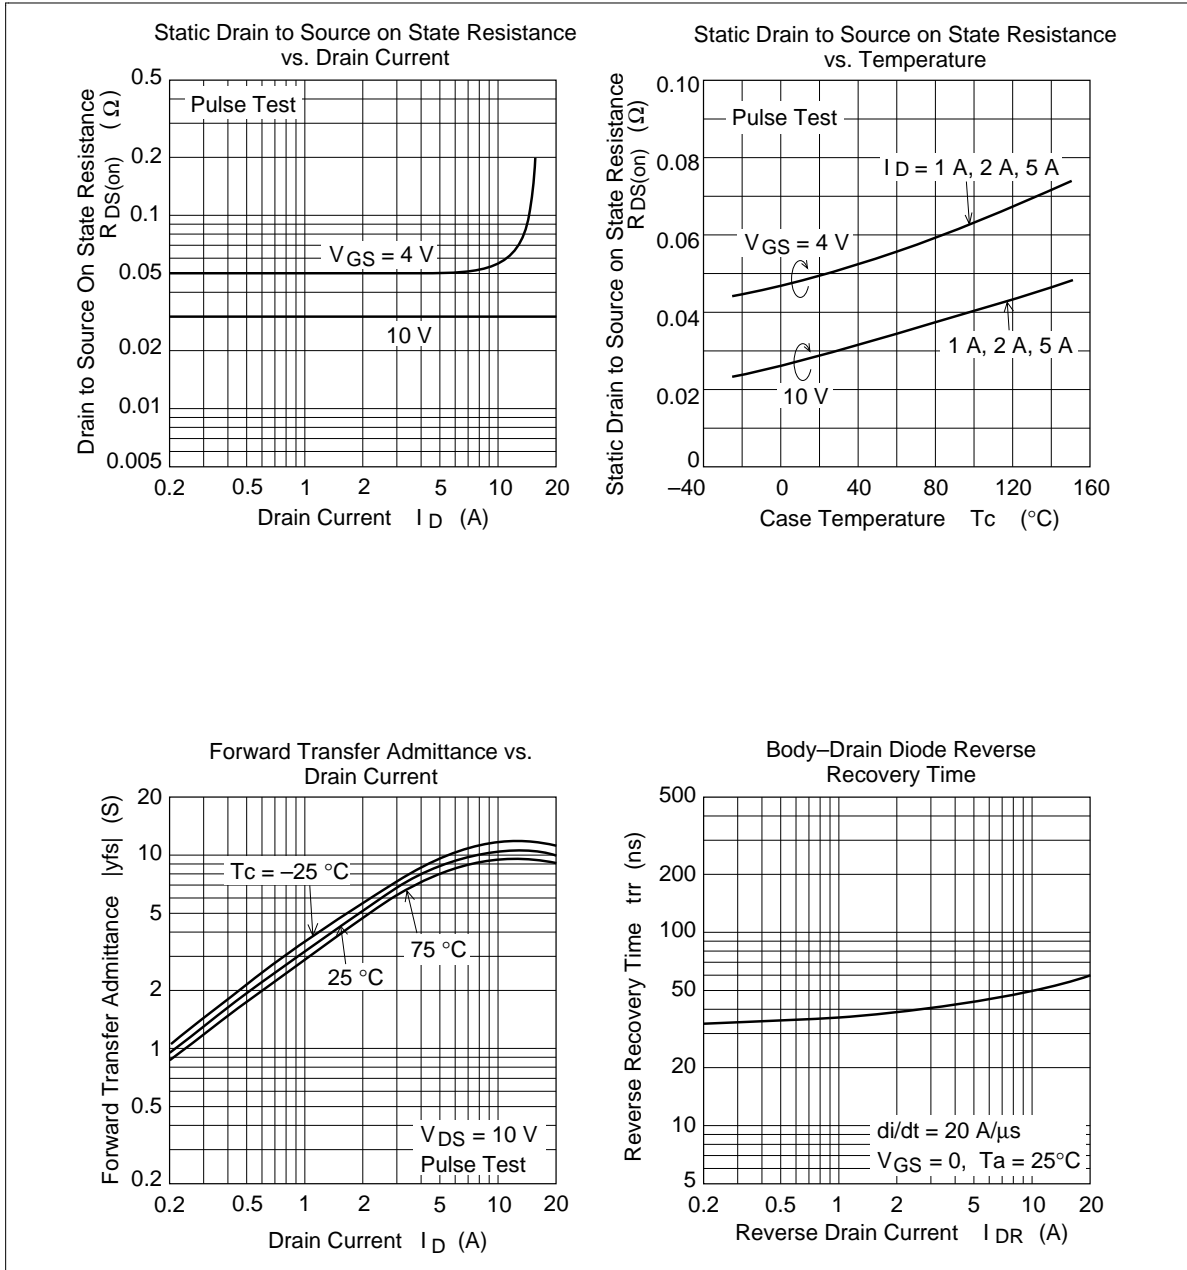 Static Drain to Source on State Resistance
vs. Drain Current
Drain to Source On State Resistance
R DS(on) (Ω)
0.5
0.2
0.1
0.05
0.02
0.01
0.005
Pulse Test
VGS = 4 V
10 V
0.2 0.5 1 2 5 10 20
Drain Current I D (A)
Static Drain to Source on State Resistance
vs. Temperature
Static Drain to Source on State Resistance
R DS(on) (Ω)
0.10
0.08
0.06
0.04
0.02
0
Pulse Test
I D = 1 A, 2 A, 5 A
VGS = 4 V
1 A, 2 A, 5 A
10 V
–40 0 40 80 120 160
Case Temperature Tc (°C)
Forward Transfer Admittance vs.
Drain Current
Forward Transfer Admittance |yfs| (S)
20
10
5
2
1
0.5
0.2
Tc = –25 °C
75 °C
25 °C
V DS = 10 V
Pulse Test
0.2 0.5 1 2 5 10 20
Drain Current I D (A)
Body–Drain Diode Reverse
Recovery Time
Reverse Recovery Time trr (ns)
500
200
100
50
20
10
5
di/dt = 20 A/μs
V GS = 0, Ta = 25°C
0.2 0.5 1 2 5 10 20
Reverse Drain Current I DR (A)